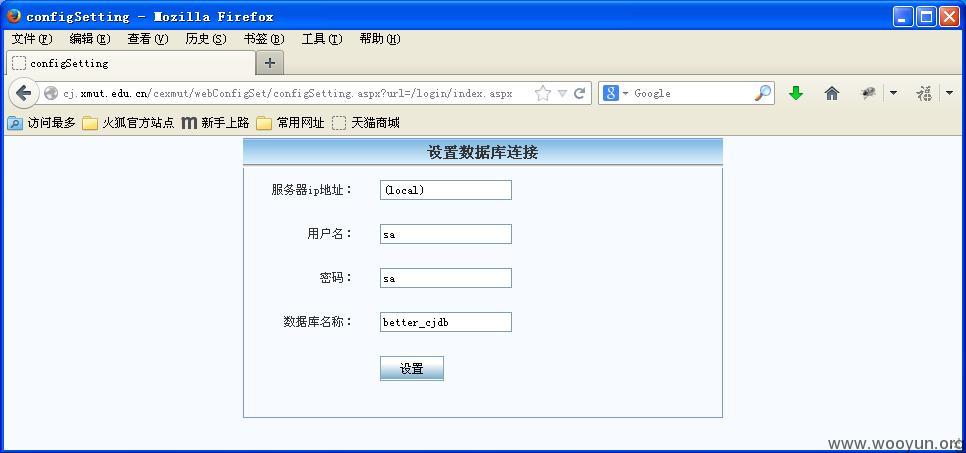 configSetting - Mozilla Firefox
文件(F) 编辑(E) 查看(V) 历史(S) 书签(B) 工具(T) 帮助(H)
configSetting
cj.xmut.edu.cn/cexmut/webConfigSet/configSetting.aspx?url=/login/index.aspx Google 福
访问最多 火狐官方站点 新手上路 常用网址 天猫商城
设置数据库连接
服务器ip地址： (local)
用户名： sa
密码： sa
数据库名称： better_cjdb
设置
www.wooyun.org